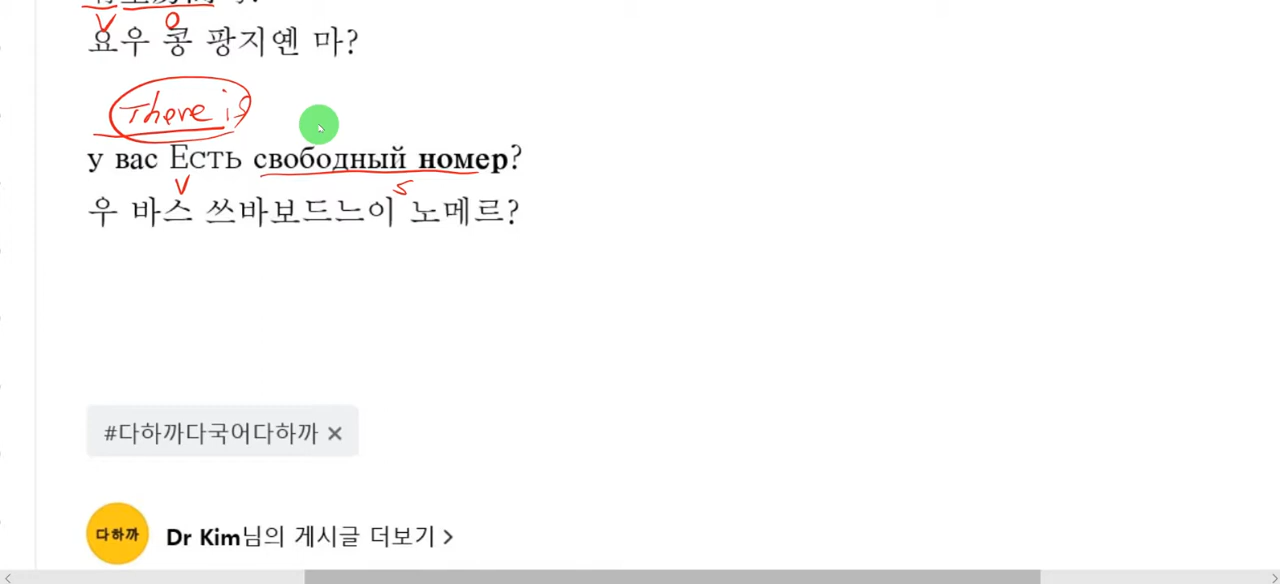 V O
요우 콩 팡지옌 마?
There is
у вас Есть свободный номер?
V S
우 바스 쓰바보드느이 노메르?
#다하까다국어다하까 ×
다하까 Dr Kim님의 게시글 더보기 >